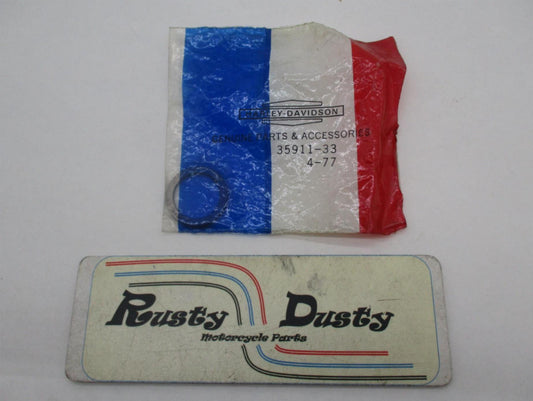 HARLEY-DAVIDSON
GENUINE PARTS & ACCESSORIES
35911-33
4-77
Rusty Dusty
Motorcycle Parts